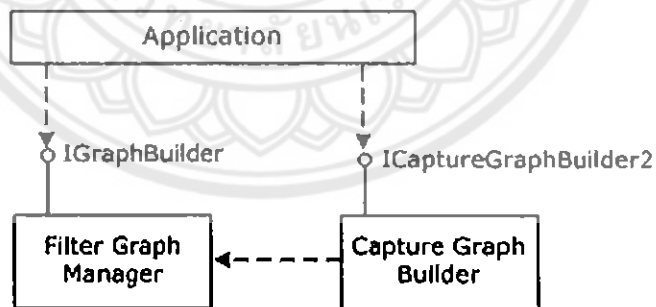 Application
IGraphBuilder
ICaptureGraphBuilder2
Filter Graph
Manager
Capture Graph
Builder